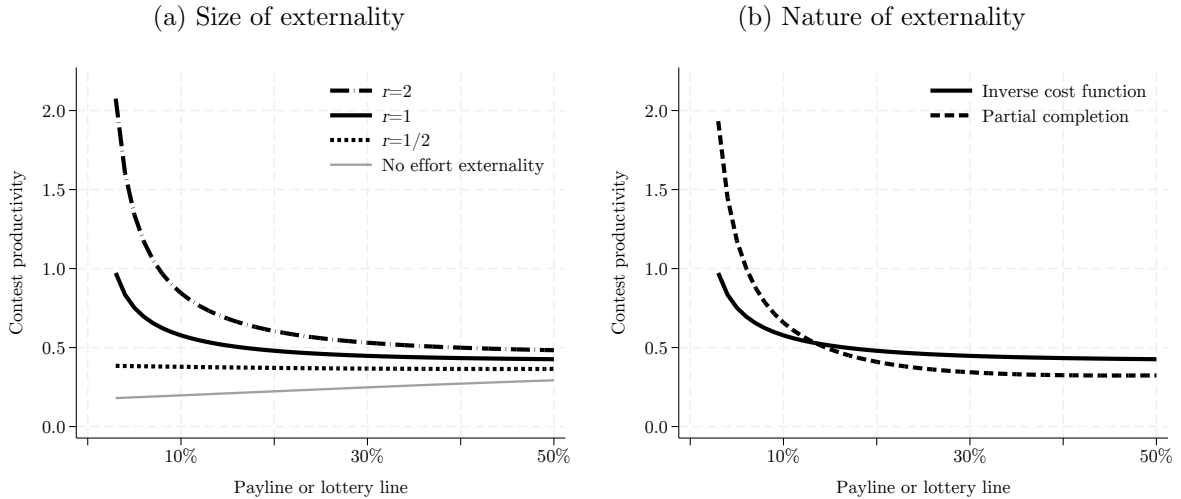 (a) Size of externality
Contest productivity
2.0
1.5
1.0
0.5
0.0
r=2
r=1
r=1/2
No effort externality
10%
30%
50%
Payline or lottery line
(b) Nature of externality
Contest productivity
2.0
1.5
1.0
0.5
0.0
Inverse cost function
Partial completion
10%
30%
50%
Payline or lottery line